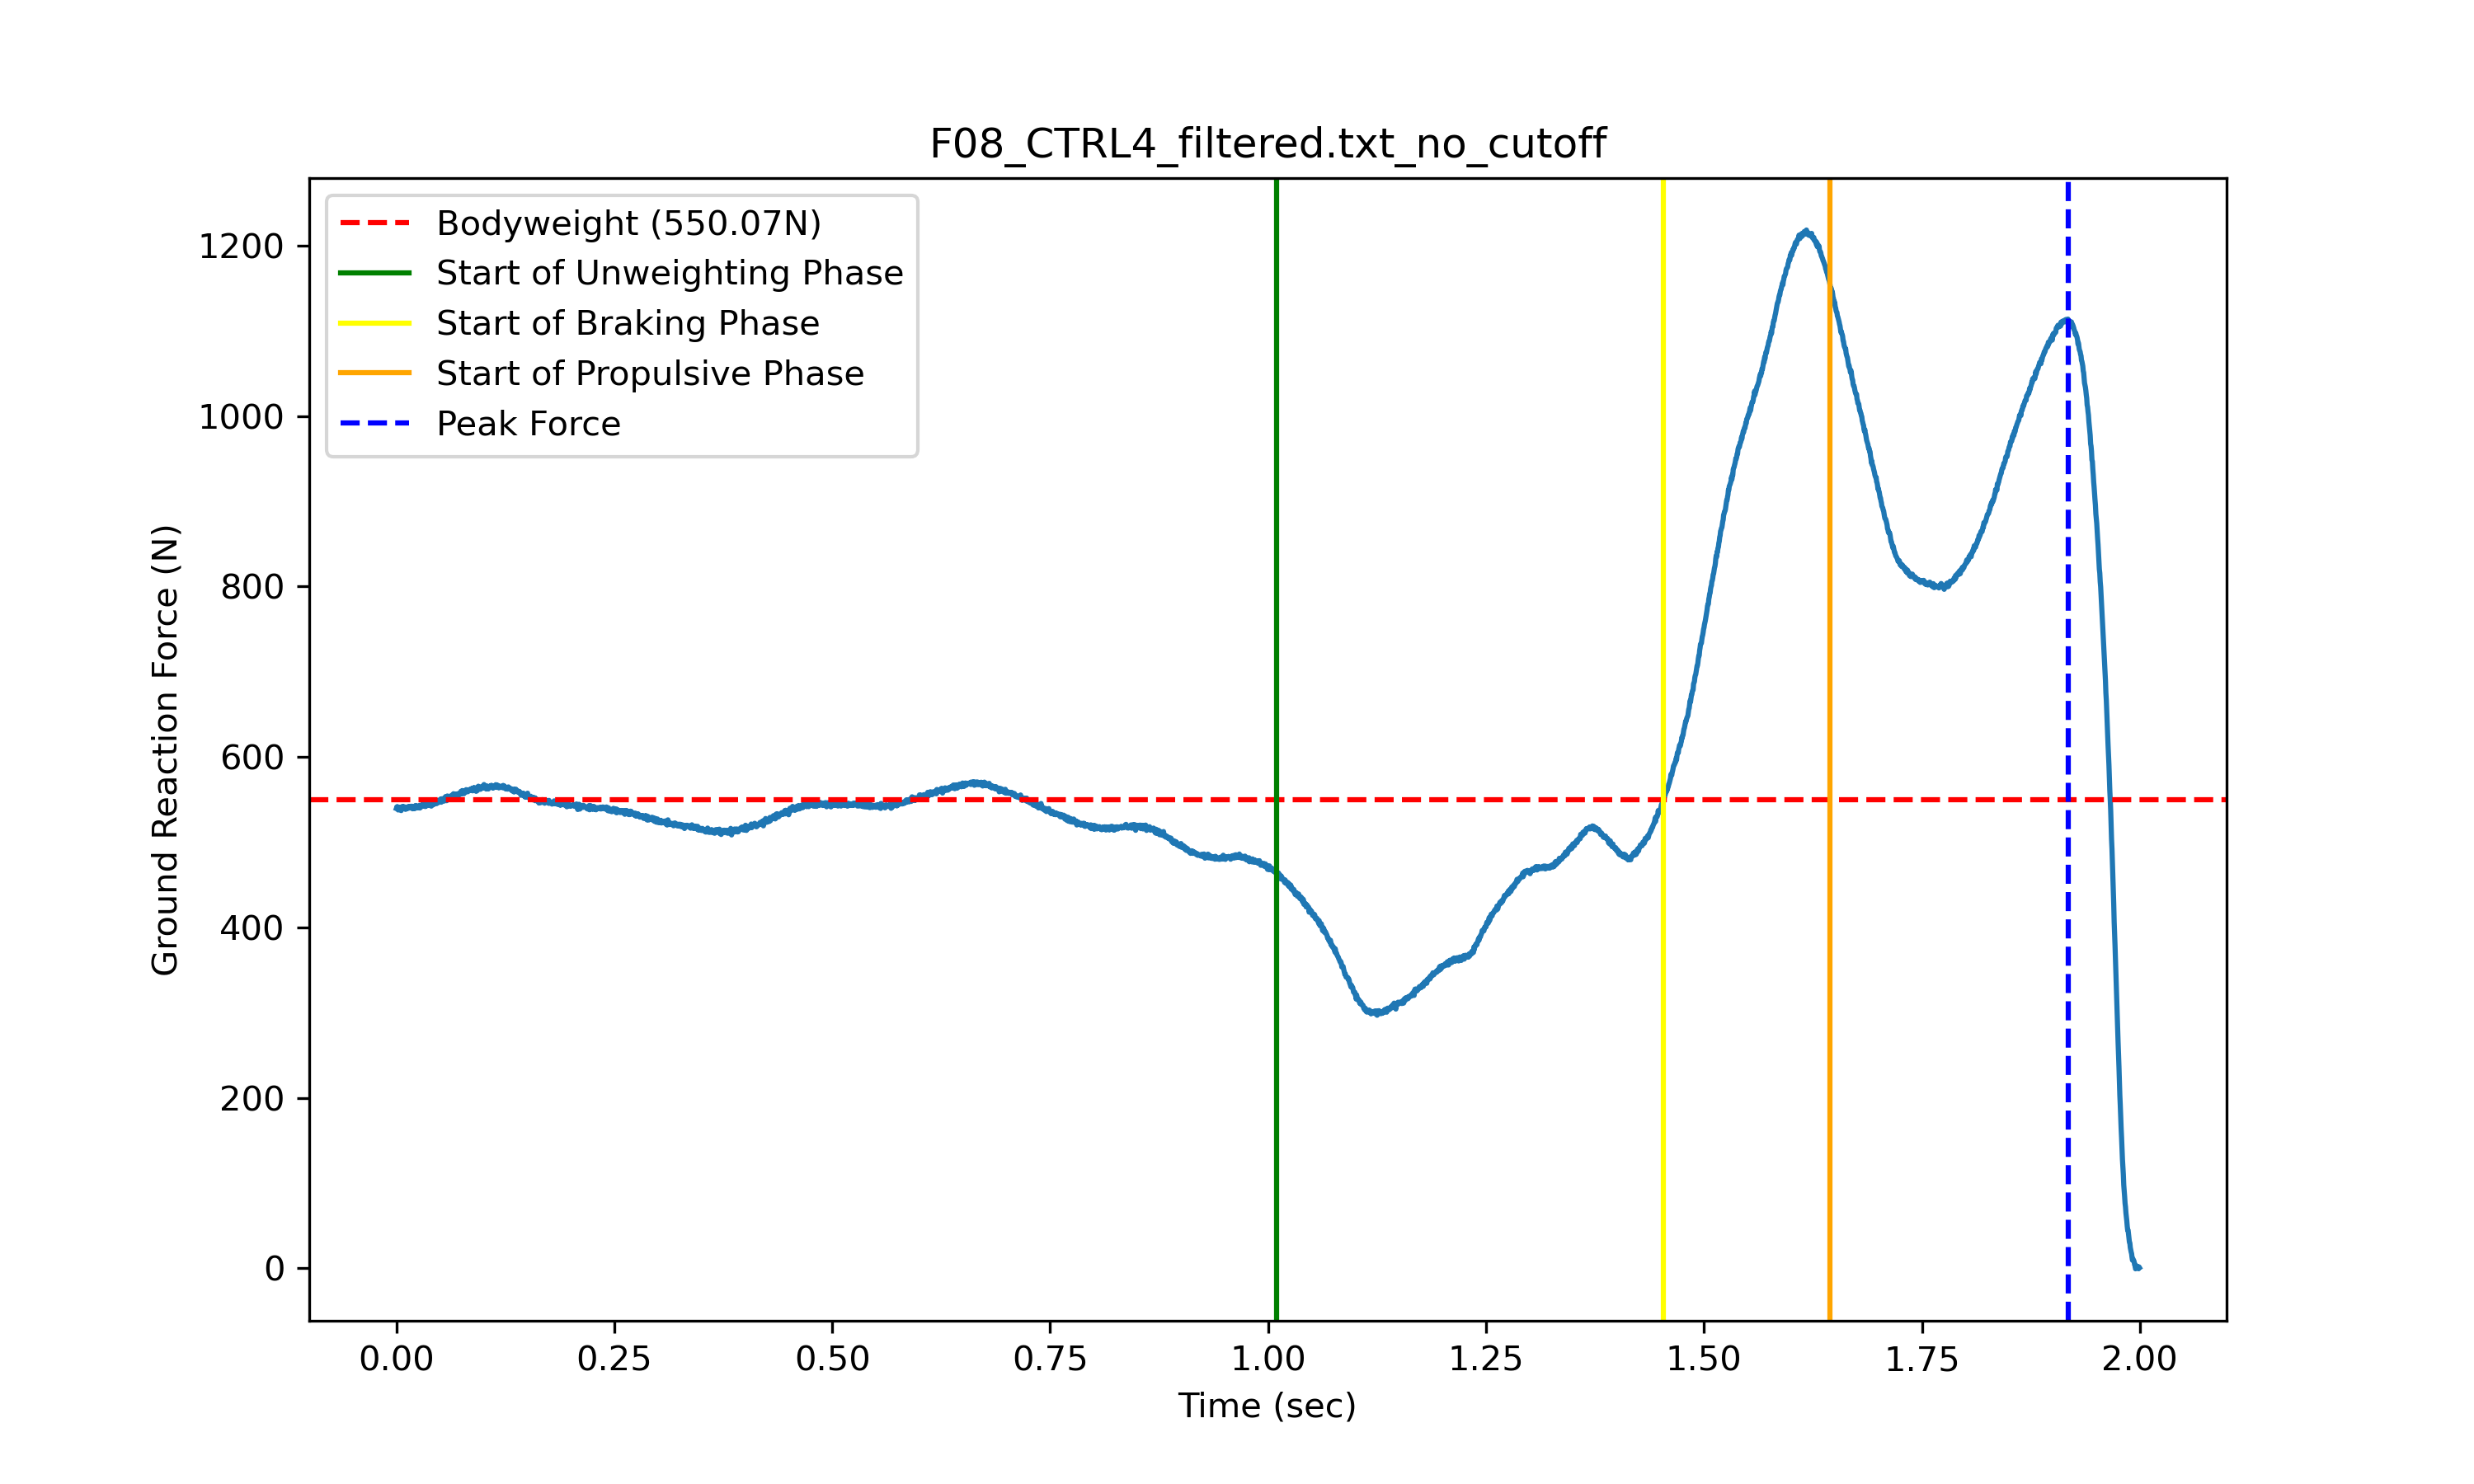 F08_CTRL4_filtered.txt_no_cutoff
Bodyweight (550.07N)
Start of Unweighting Phase
Start of Braking Phase
Start of Propulsive Phase
Peak Force
1200
1000
800
600
400
200
0
Ground Reaction Force (N)
0.00 0.25 0.50 0.75 1.00 1.25 1.50 1.75 2.00
Time (sec)